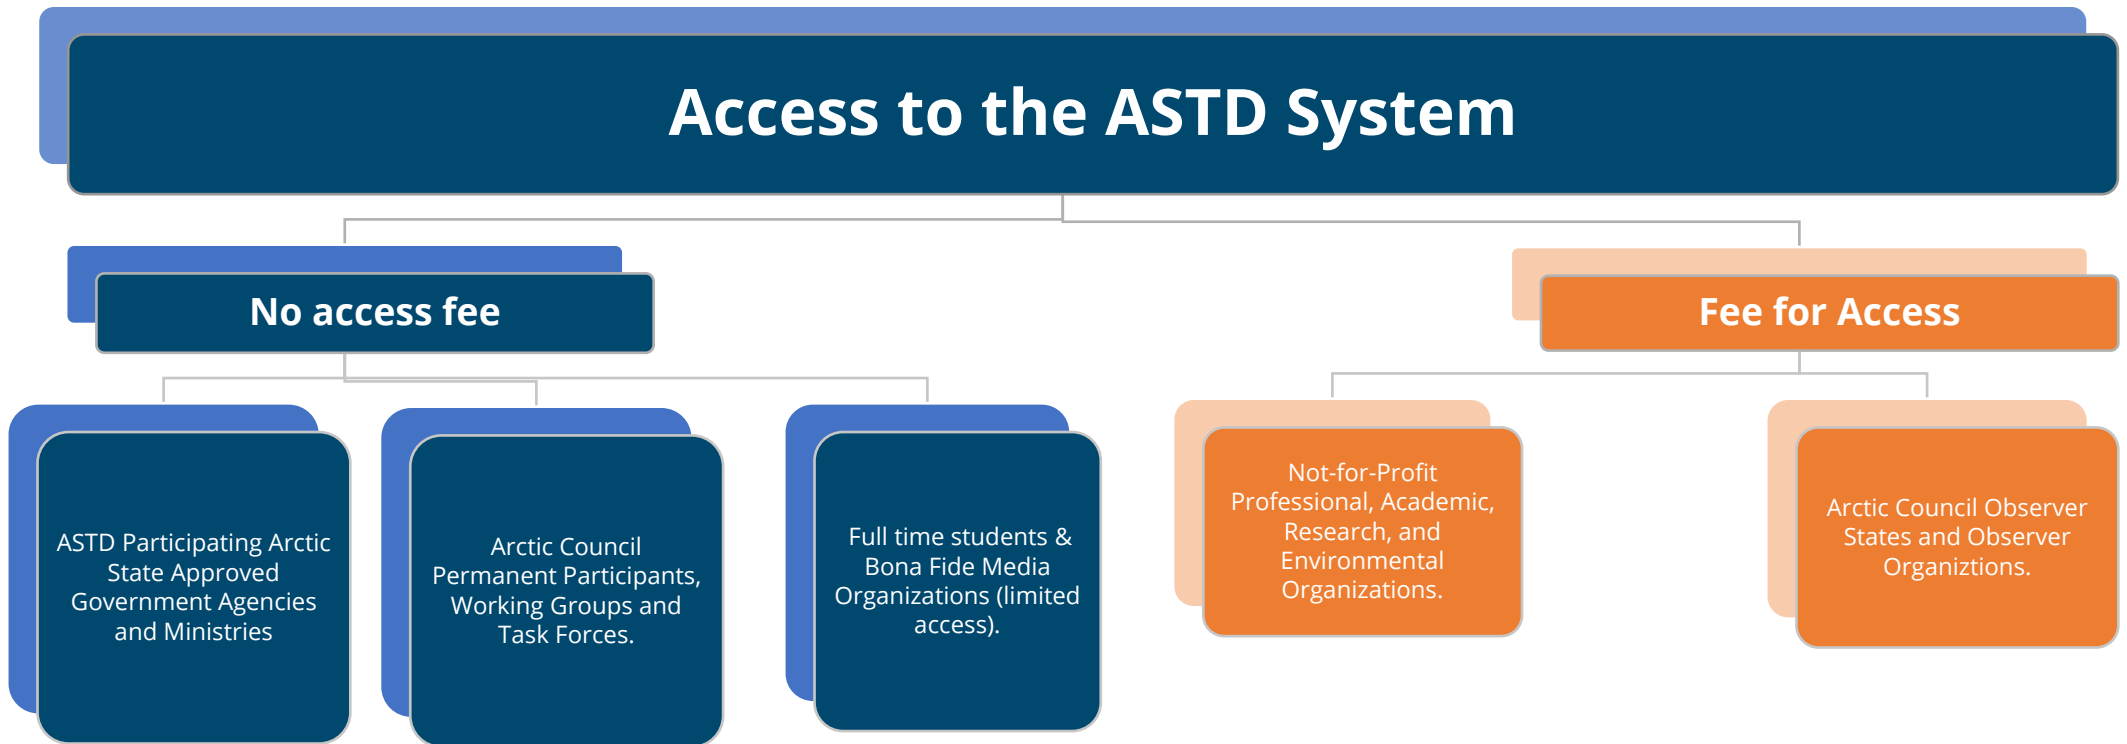 Access to the ASTD System
No access fee
Fee for Access
ASTD Participating Arctic
State Approved
Government Agencies
and Ministries
Arctic Council
Permanent Participants,
Working Groups and
Task Forces.
Full time students &
Bona Fide Media
Organizations (limited
access).
Not-for-Profit
Professional, Academic,
Research, and
Environmental
Organizations.
Arctic Council Observer
States and Observer
Organiztions.